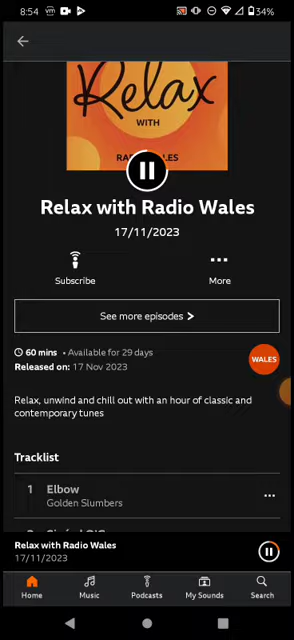 8:54
34%
Relax
WITH
Relax with Radio Wales
17/11/2023
Subscribe
More
See more episodes
60 mins • Available for 29 days
WALES
Released on: 17 Nov 2023
Relax, unwind and chill out with an hour of classic and
contemporary tunes
Tracklist
1 Elbow
Golden Slumbers
Relax with Radio Wales
17/11/2023
Home
Music
Podcasts
My Sounds
Search